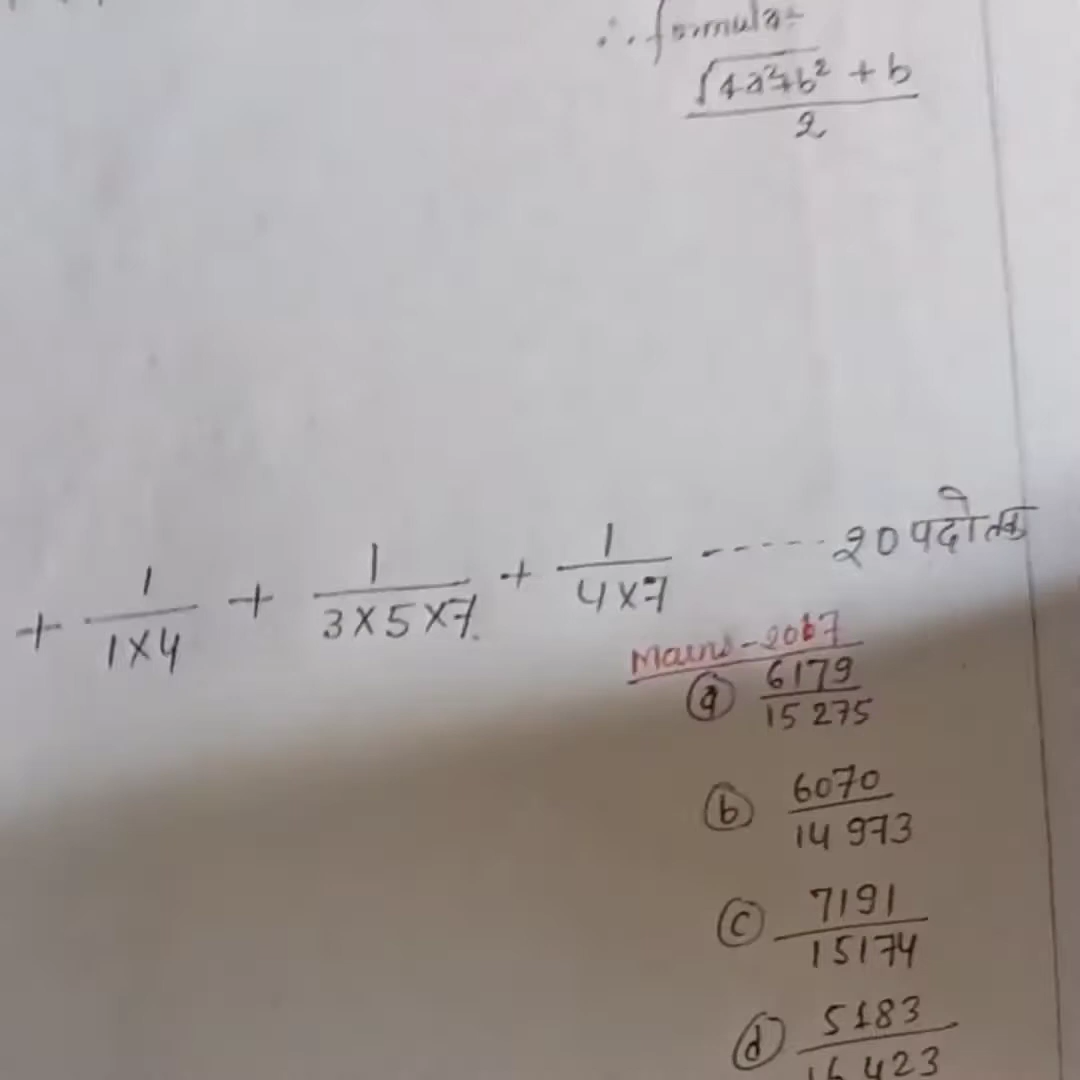 ∴ formula=
√4a²+b² + b
2
+ 1/1×4 + 1/3×5×7 + 1/4×7 ------ 20 पदो तक
Mains-2017
(a) 6179/15275
(b) 6070/14973
(c) 7191/15174
(d) 5183/16423